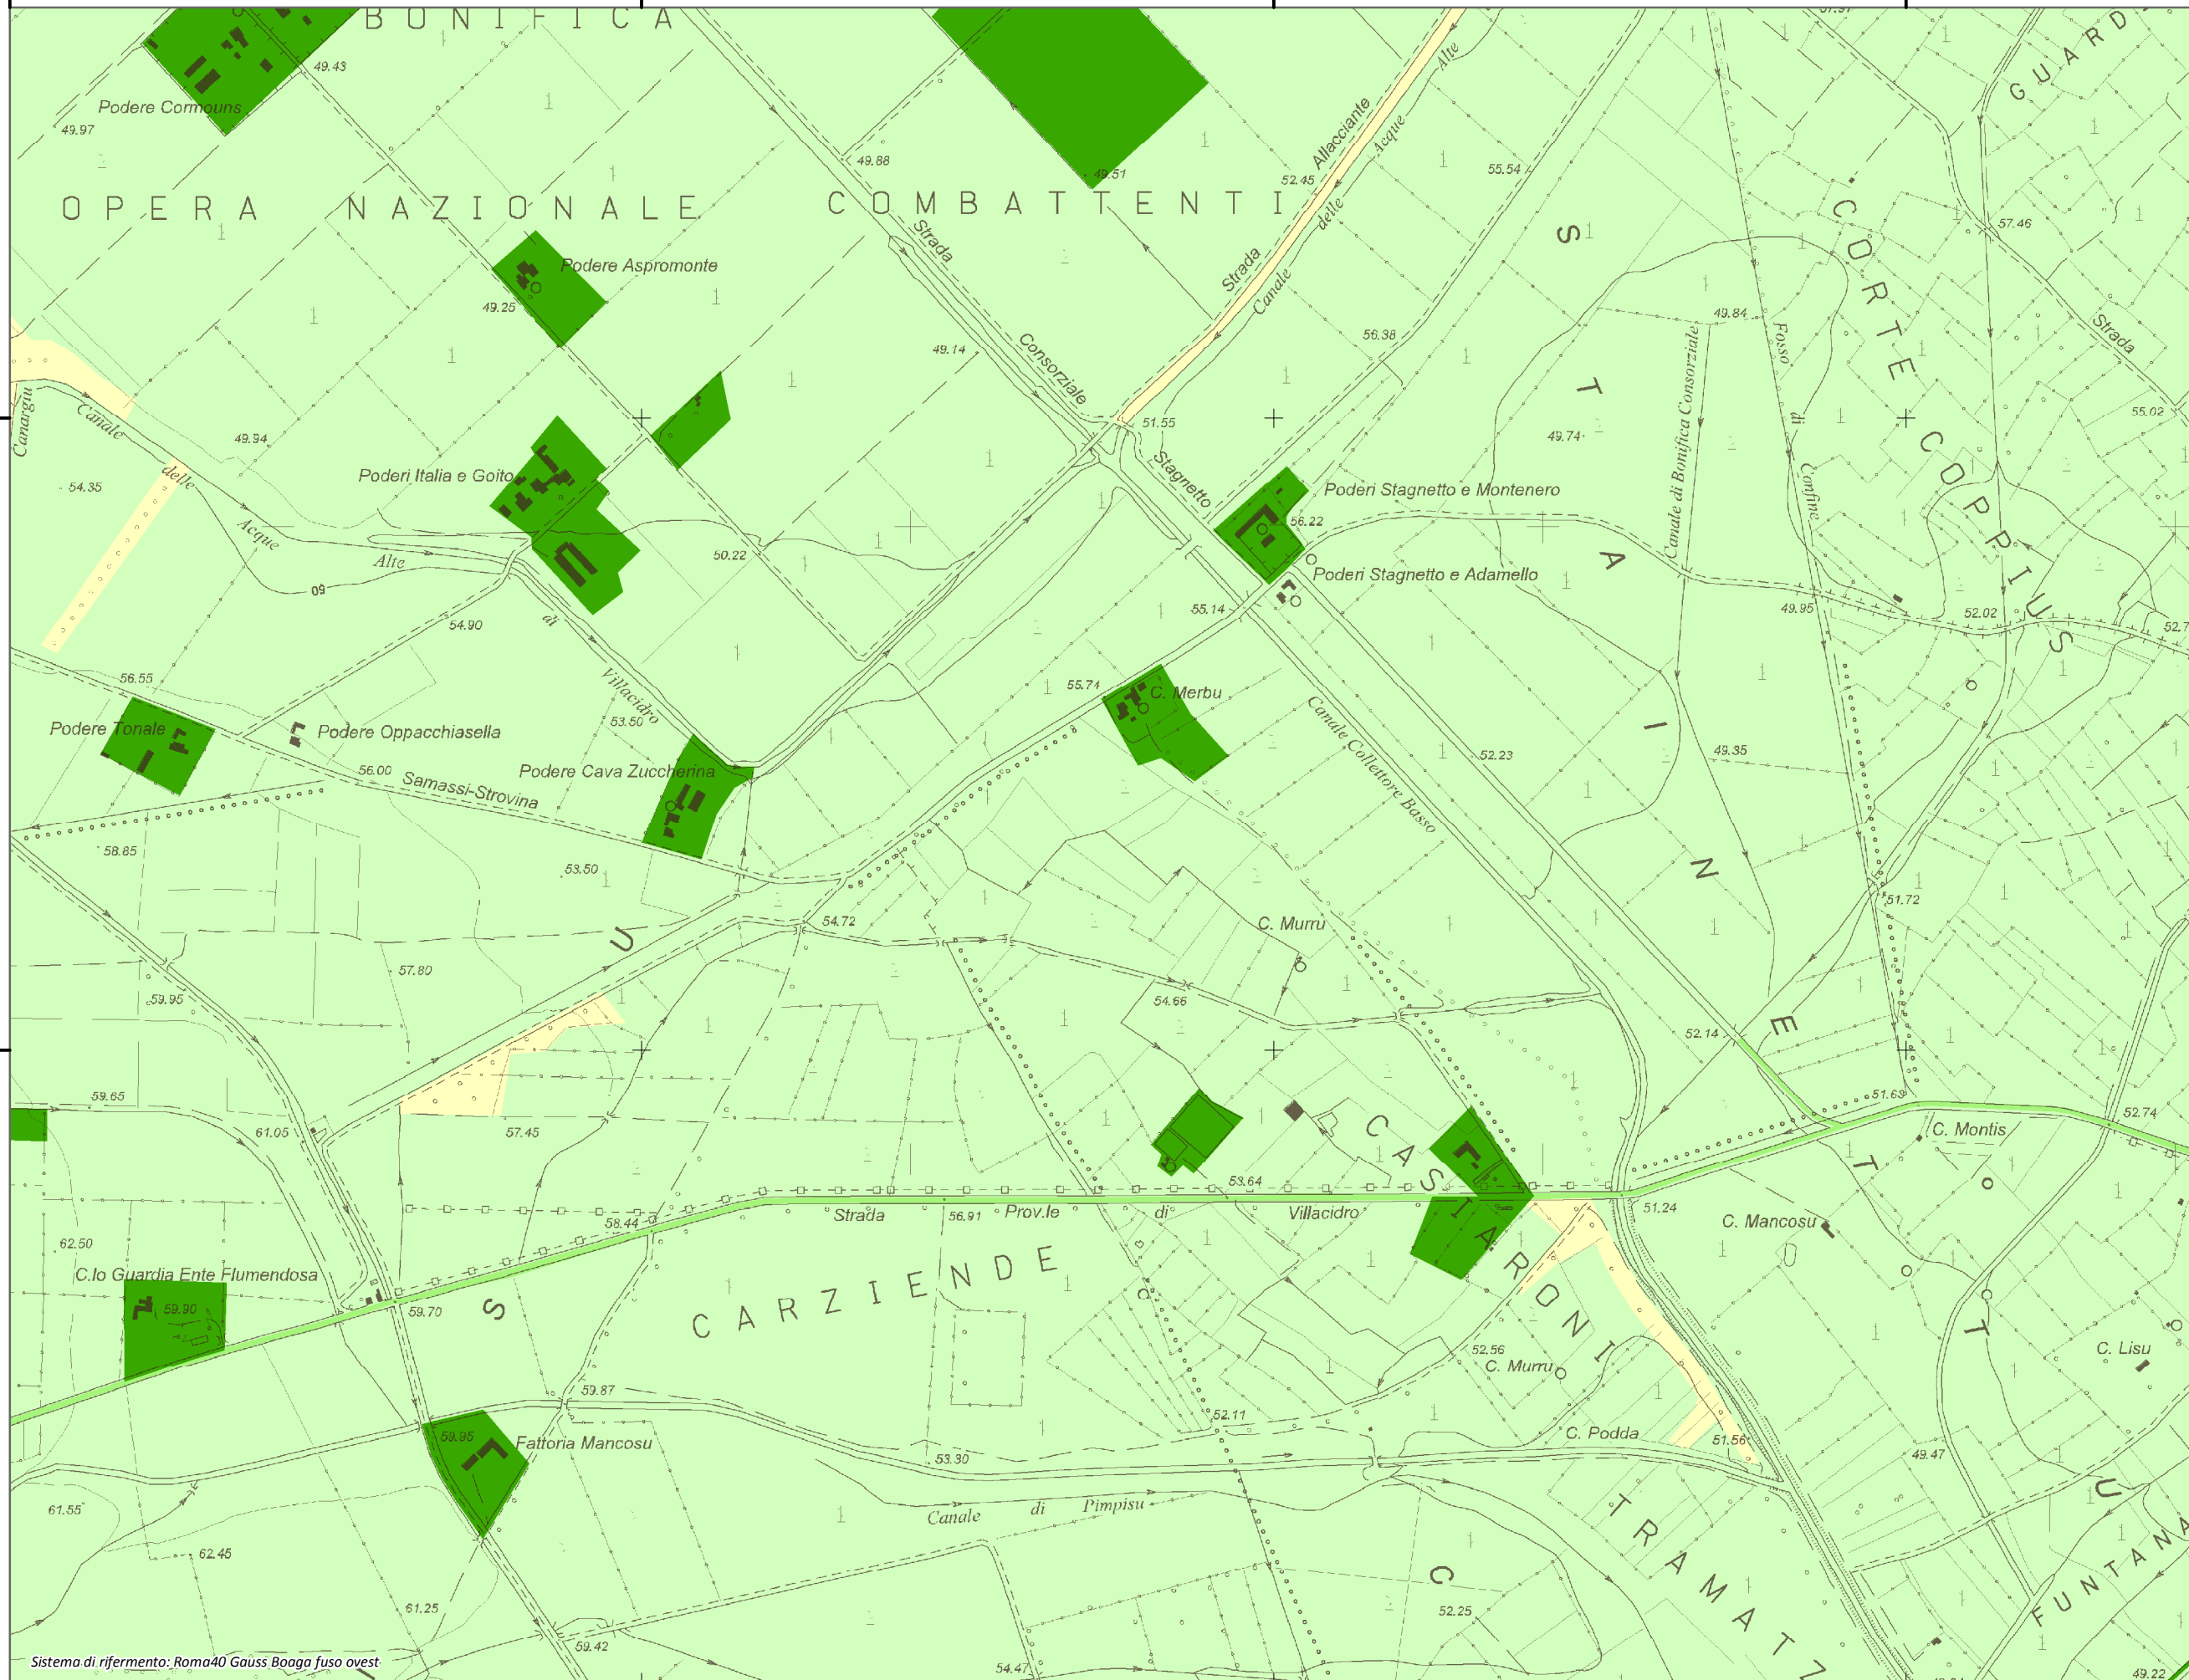 BONIFICA
37.97
GUARD
49.43
Podere Cormouns
49.97
49.88
Allacciante
Alte
Acque
delle
49.51
52.45
55.54
OPERA NAZIONALE COMBATTENTI
CORTE COPPIUS
57.46
Podere Aspromonte
Strada
Consorziale
Stagnetto
Strada
Canale
49.25
49.14
56.38
49.84
Fosso
di
Confine
Strada
Canale di Bonifica Consorziale
Canargiu
Canale
delle
Acque
Alte
di
Villacidro
49.94
51.55
49.74
55.02
54.35
Poderi Italia e Goito
Poderi Stagnetto e Montenero
56.22
50.22
Poderi Stagnetto e Adamello
60
55.14
49.95
52.02
52.7
54.90
56.55
55.74
C. Merbu
Podere Tonale
Podere Oppacchiasella
53.50
Canale Collettore Basso
52.23
49.35
Podere Cava Zuccherina
56.00
Samassi-Strovina
58.85
53.50
51.72
54.72
C. Murru
57.80
59.95
54.66
52.14
59.65
51.63
61.05
57.45
52.74
C. Montis
CASIARONI
53.64
58.44
Strada Prov.le di Villacidro
56.91
51.24
C. Mancosu
62.50
C.lo Guardia Ente Flumendosa
59.90
59.70
CARZIENDE
52.56
C. Murru
C. Lisu
59.87
52.11
59.95
Fattoria Mancosu
C. Podda
51.56
49.47
53.30
61.55
Canale di Pimpisu
62.45
TRAMATZ
FUNTANA
61.25
52.25
59.42
54.47
49.22
STAINE
TTU
US
C
Sistema di rifermento: Roma40 Gauss Boaga fuso ovest